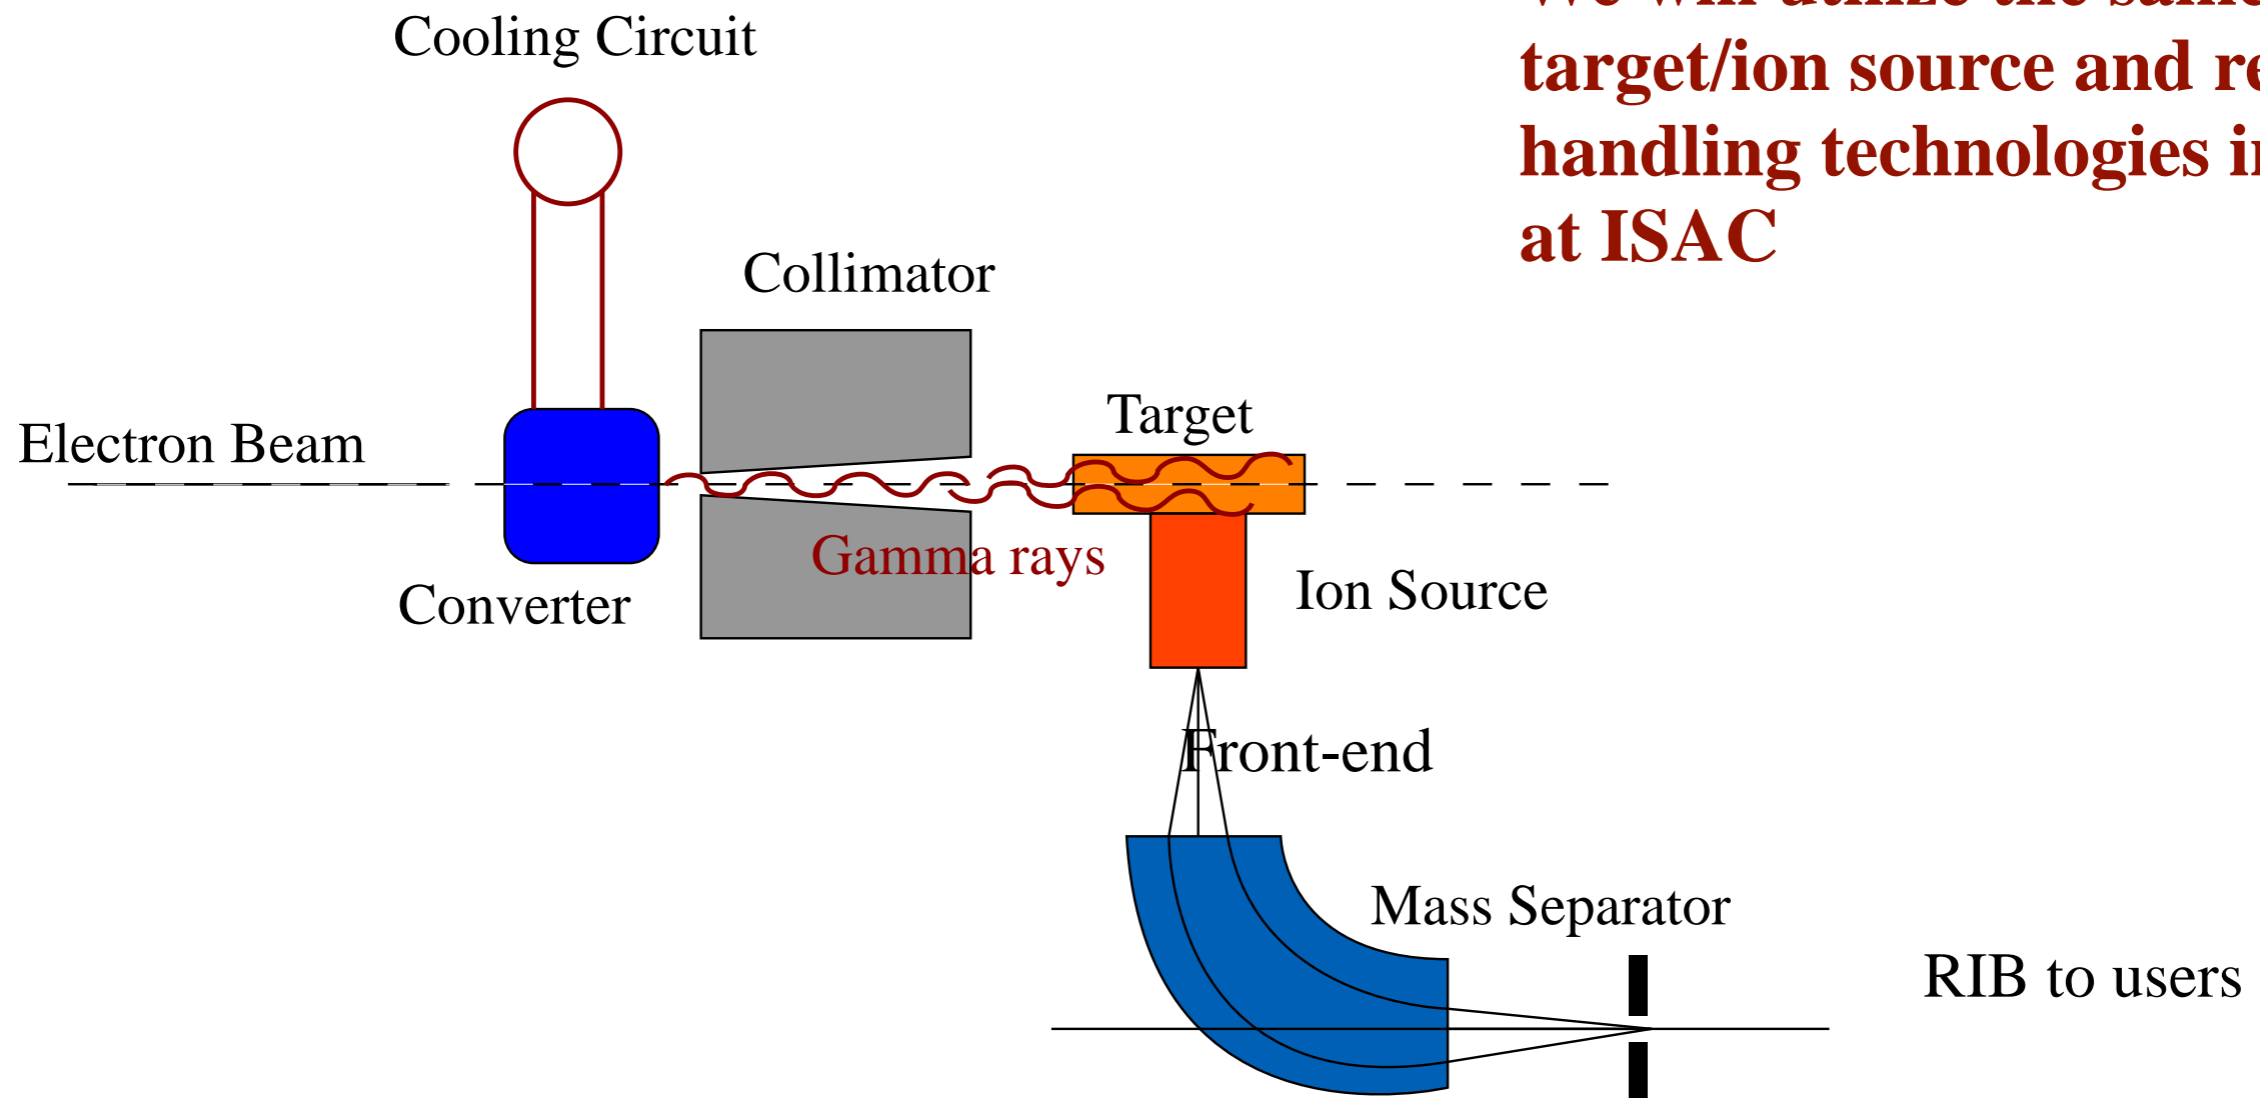 Cooling Circuit
target/ion source and
handling technologies
at ISAC
Collimator
Target
Electron Beam
Gamma rays
Ion Source
Converter
Front-end
Mass Separator
RIB to users